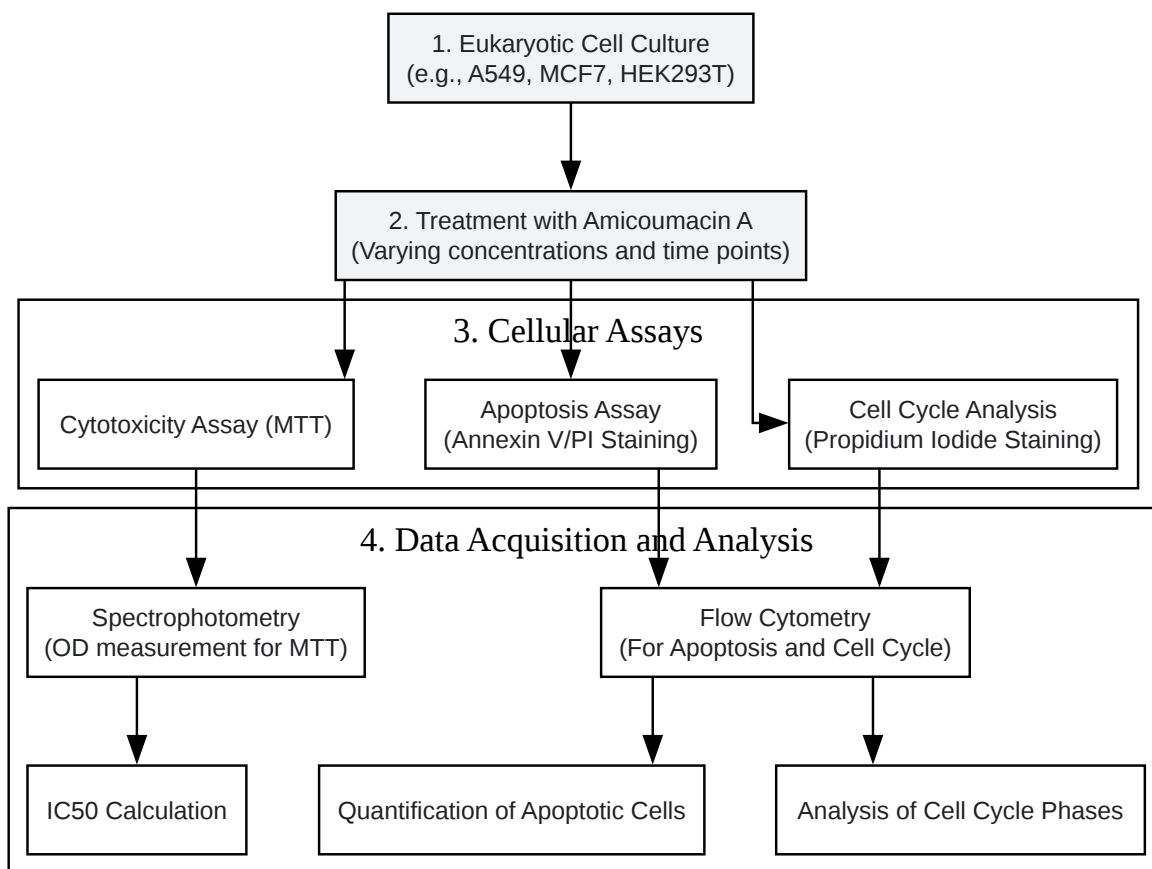 1. Eukaryotic Cell Culture
(e.g., A549, MCF7, HEK293T)
2. Treatment with Amicoumacin A
(Varying concentrations and time points)
3. Cellular Assays
Cytotoxicity Assay (MTT)
Apoptosis Assay
(Annexin V/PI Staining)
Cell Cycle Analysis
(Propidium Iodide Staining)
4. Data Acquisition and Analysis
Spectrophotometry
(OD measurement for MTT)
Flow Cytometry
(For Apoptosis and Cell Cycle)
IC50 Calculation
Quantification of Apoptotic Cells
Analysis of Cell Cycle Phases